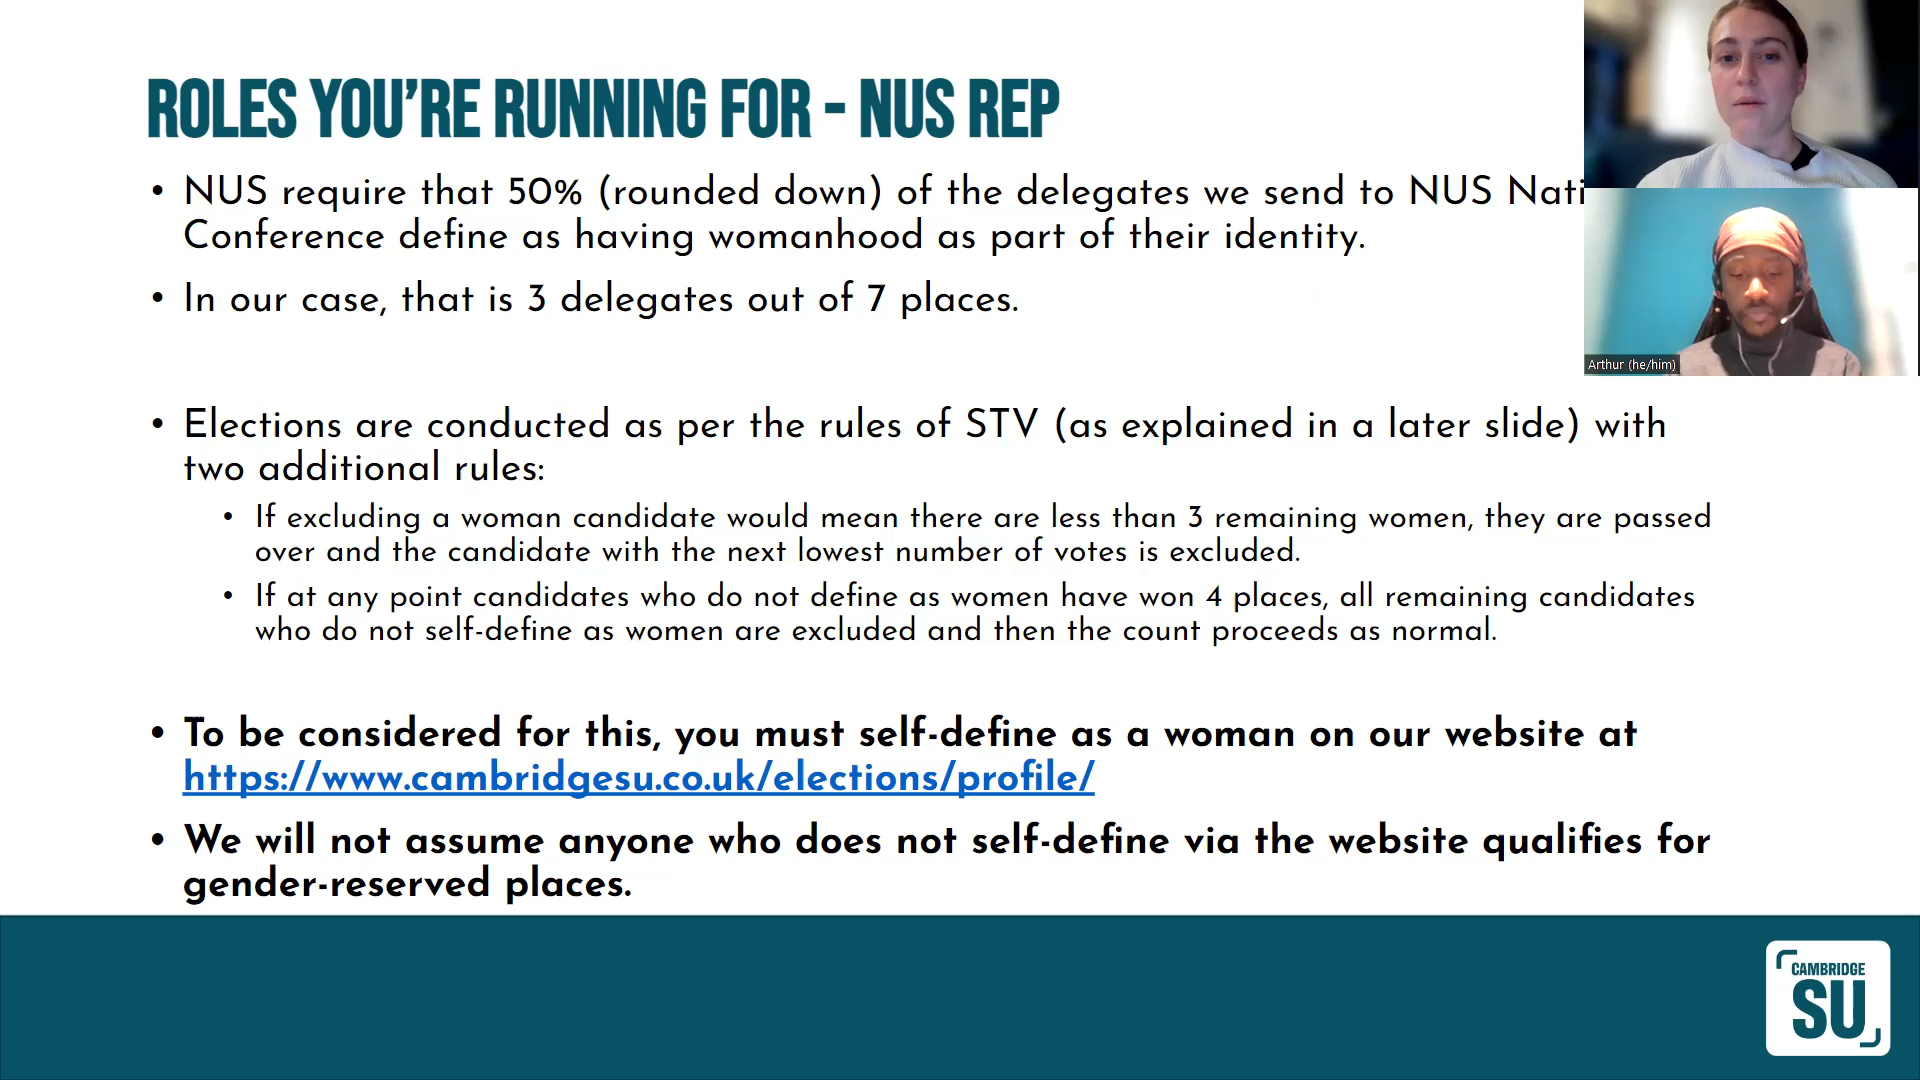 ROLES YOU'RE RUNNING FOR - NUS REP
• NUS require that 50% (rounded down) of the delegates we send to NUS Nati
Conference define as having womanhood as part of their identity.
• In our case, that is 3 delegates out of 7 places.
• Elections are conducted as per the rules of STV (as explained in a later slide) with
two additional rules:
• If excluding a woman candidate would mean there are less than 3 remaining women, they are passed
over and the candidate with the next lowest number of votes is excluded.
• If at any point candidates who do not define as women have won 4 places, all remaining candidates
who do not self-define as women are excluded and then the count proceeds as normal.
• To be considered for this, you must self-define as a woman on our website at
https://www.cambridgesu.co.uk/elections/profile/
• We will not assume anyone who does not self-define via the website qualifies for
gender-reserved places.
Arthur (he/him)
CAMBRIDGE
SU